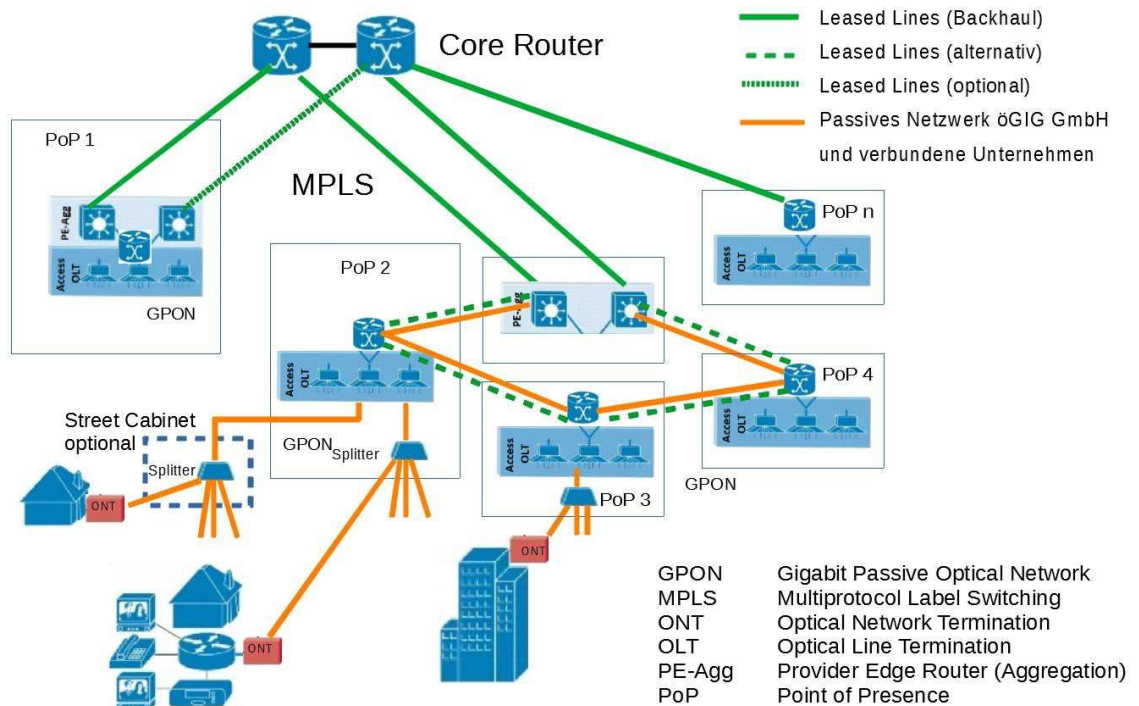 Core Router
Leased Lines (Backhaul)
Leased Lines (alternativ)
Leased Lines (optional)
Passives Netzwerk öGIG GmbH
und verbundene Unternehmen
PoP 1
MPLS
PE-Agg
Access
OLT
GPON
PoP n
Access
OLT
PoP 2
PE-Agg
Access
OLT
GPON
Splitter
PoP 4
Access
OLT
GPON
Access
OLT
PoP 3
Street Cabinet
optional
Splitter
ONT
ONT
ONT
GPON Gigabit Passive Optical Network
MPLS Multiprotocol Label Switching
ONT Optical Network Termination
OLT Optical Line Termination
PE-Agg Provider Edge Router (Aggregation)
PoP Point of Presence